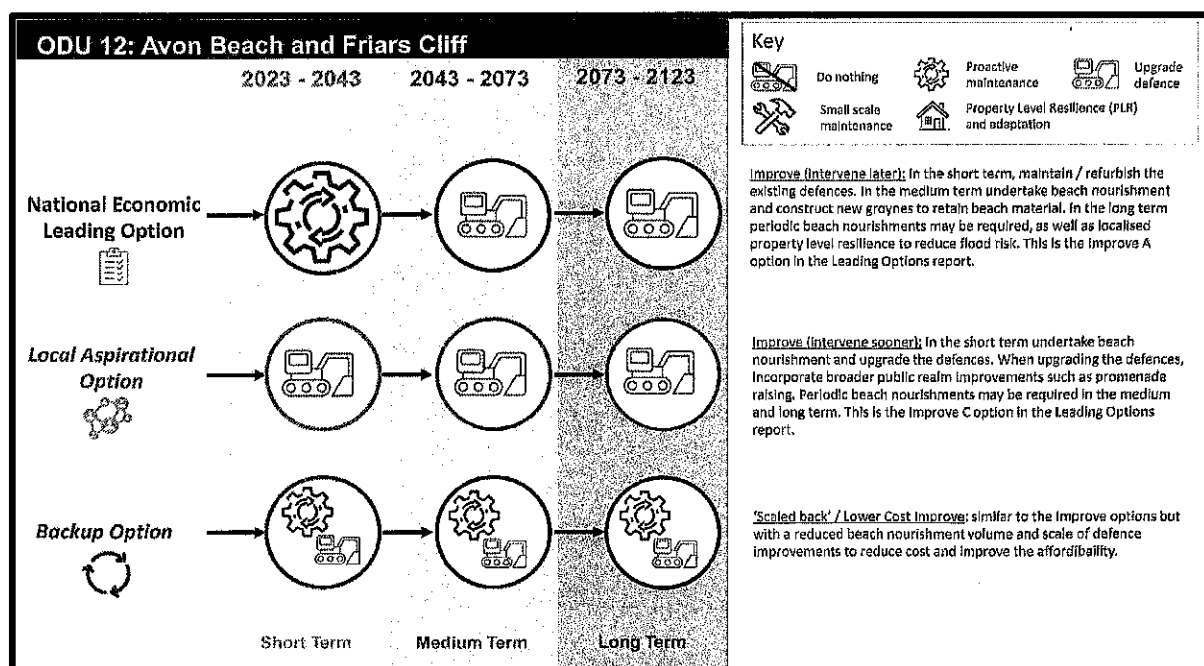 ODU 12: Avon Beach and Friars Cliff
2023 - 2043
2043 - 2073
2073 - 2123
National Economic
Leading Option
Local Aspirational
Option
Backup Option
Short Term
Medium Term
Long Term
Key
Do nothing
Proactive
maintenance
Upgrade
defence
Small scale
maintenance
Property Level Resilience (PLR)
and adaptation
Improve (intervene later): In the short term, maintain / refurbish the
existing defences. In the medium term undertake beach nourishment
and construct new groynes to retain beach material. In the long term
periodic beach nourishments may be required, as well as localised
property level resilience to reduce flood risk. This is the Improve A
option in the Leading Options report.
Improve (intervene sooner): In the short term undertake beach
nourishment and upgrade the defences. When upgrading the defences,
incorporate broader public realm improvements such as promenade
raising. Periodic beach nourishments may be required in the medium
and long term. This is the Improve C option in the Leading Options
report.
'Scaled back' / Lower Cost Improve: similar to the Improve options but
with a reduced beach nourishment volume and scale of defence
improvements to reduce cost and improve the affordibaility.